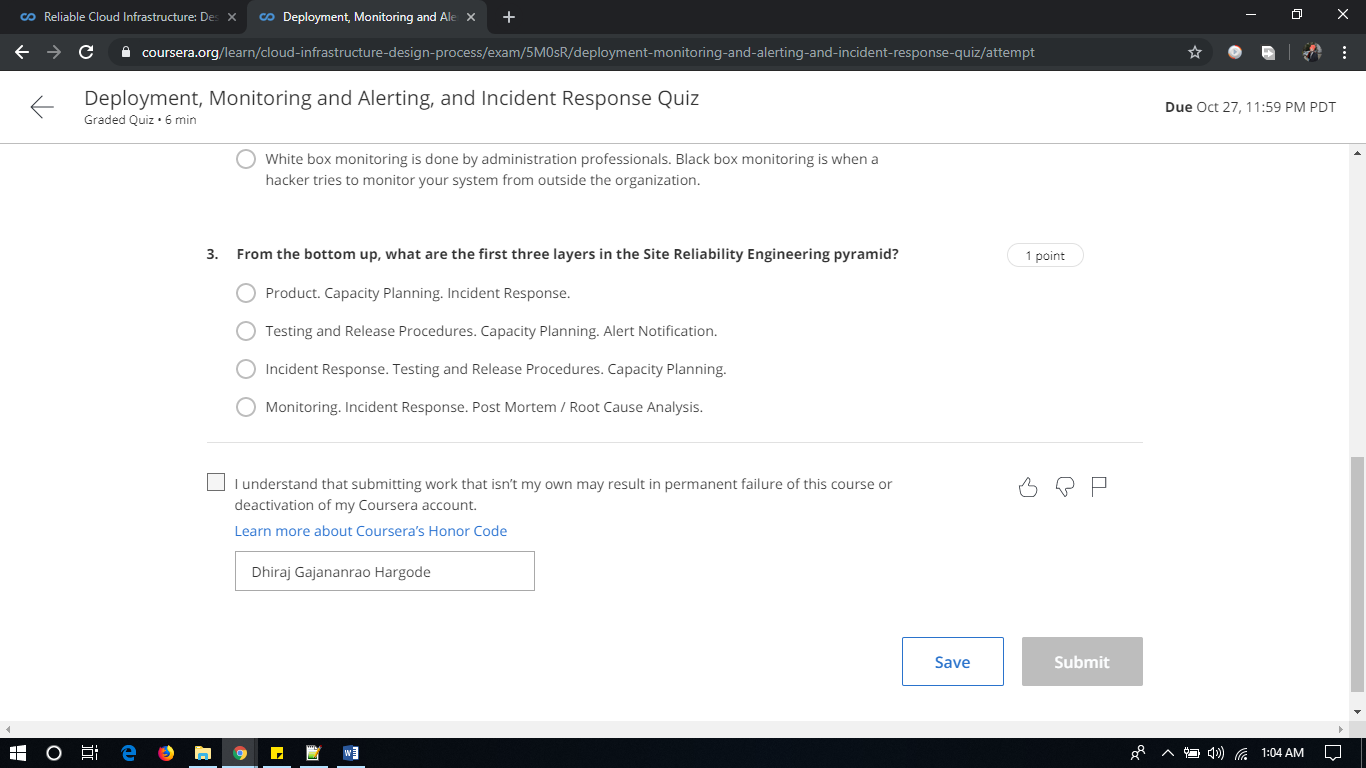 Reliable Cloud Infrastructure: Des
Deployment, Monitoring and Ale
coursera.org/learn/cloud-infrastructure-design-process/exam/5M0sR/deployment-monitoring-and-alerting-and-incident-response-quiz/attempt
Deployment, Monitoring and Alerting, and Incident Response Quiz
Graded Quiz • 6 min
Due Oct 27, 11:59 PM PDT
White box monitoring is done by administration professionals. Black box monitoring is when a
hacker tries to monitor your system from outside the organization.
3. From the bottom up, what are the first three layers in the Site Reliability Engineering pyramid?
1 point
Product. Capacity Planning. Incident Response.
Testing and Release Procedures. Capacity Planning. Alert Notification.
Incident Response. Testing and Release Procedures. Capacity Planning.
Monitoring. Incident Response. Post Mortem / Root Cause Analysis.
I understand that submitting work that isn't my own may result in permanent failure of this course or
deactivation of my Coursera account.
Learn more about Coursera's Honor Code
Dhiraj Gajananrao Hargode
Save
Submit
1:04 AM